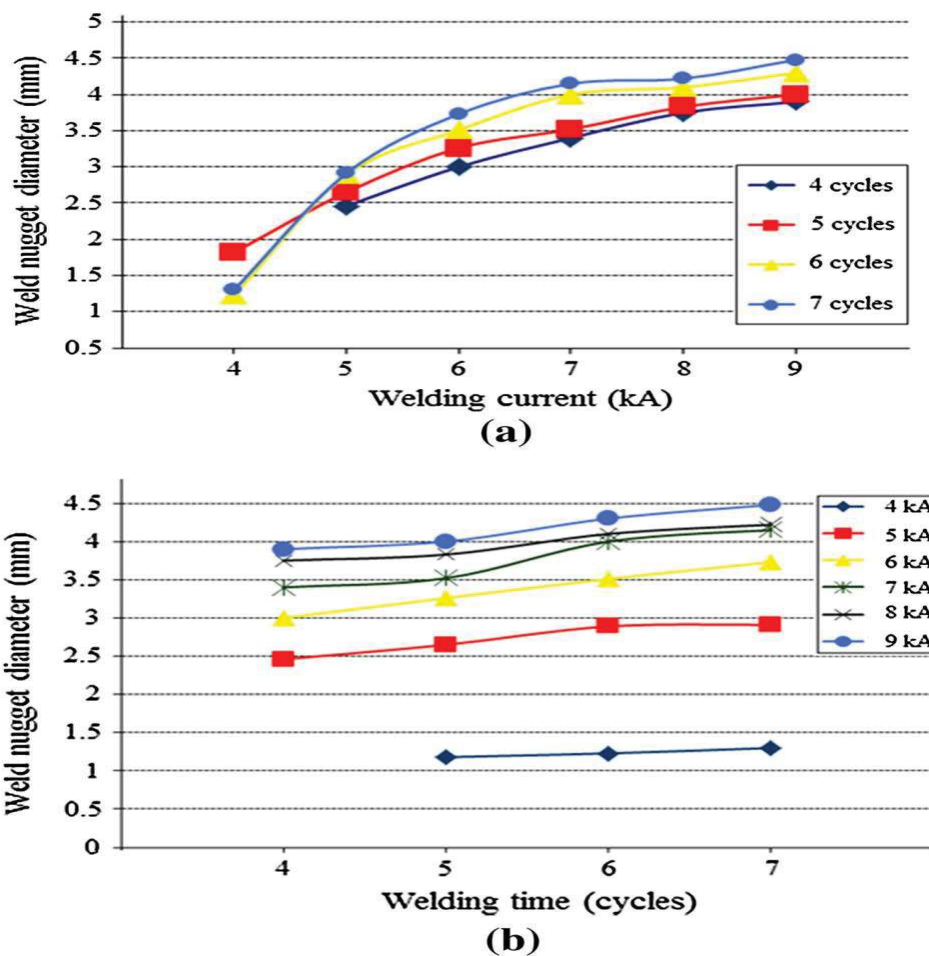 5
4.5
4
3.5
3
2.5
2
1.5
1
0.5
Weld nugget diameter (mm)
4 cycles
5 cycles
6 cycles
7 cycles
4 5 6 7 8 9
Welding current (kA)
(a)
4.5
4
3.5
3
2.5
2
1.5
1
0.5
0
Weld nugget diameter (mm)
4 kA
5 kA
6 kA
7 kA
8 kA
9 kA
4 5 6 7
Welding time (cycles)
(b)